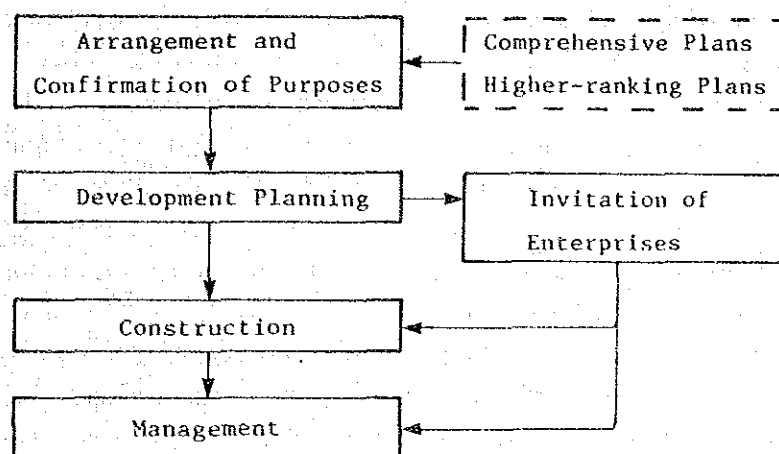 Arrangement and
Confirmation of Purposes
Comprehensive Plans
Higher-ranking Plans
Development Planning
Invitation of
Enterprises
Construction
Management